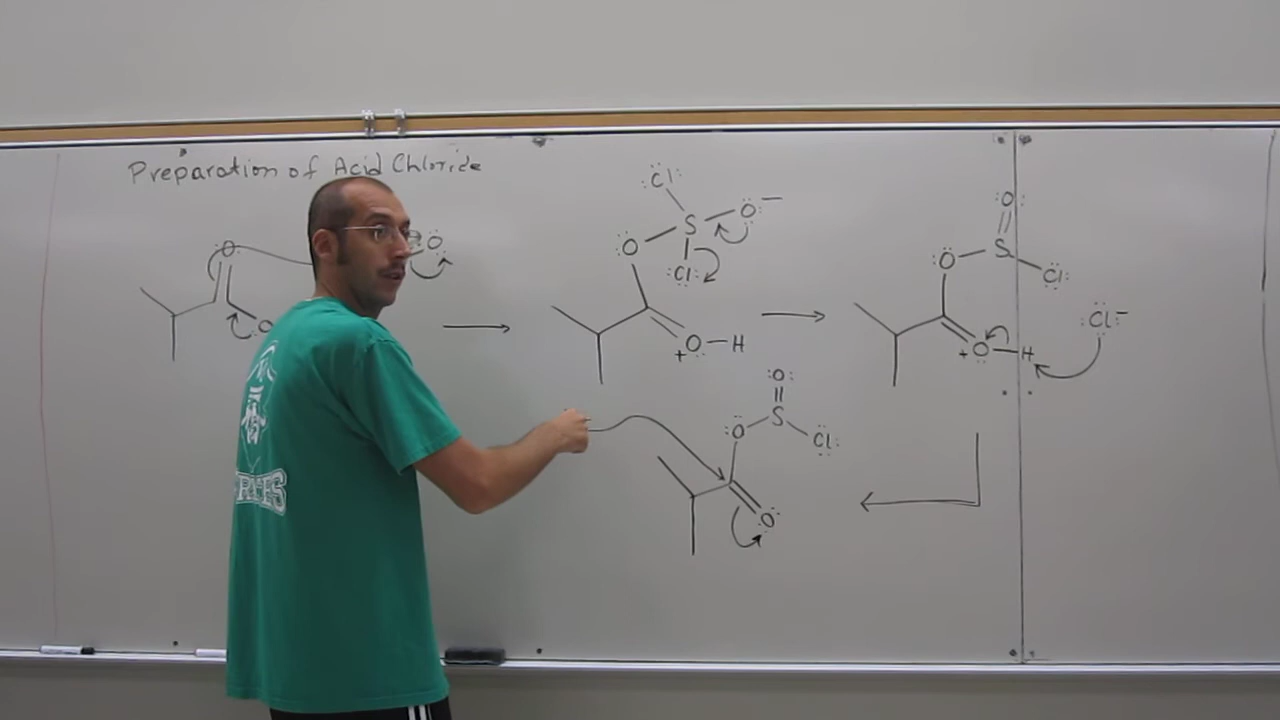 Preparation of Acid Chloride
O
O
O
Cl
S
O −
O
Cl
+ O — H
O
S
O
Cl
+ O — H
Cl −
O
S
O
Cl
O